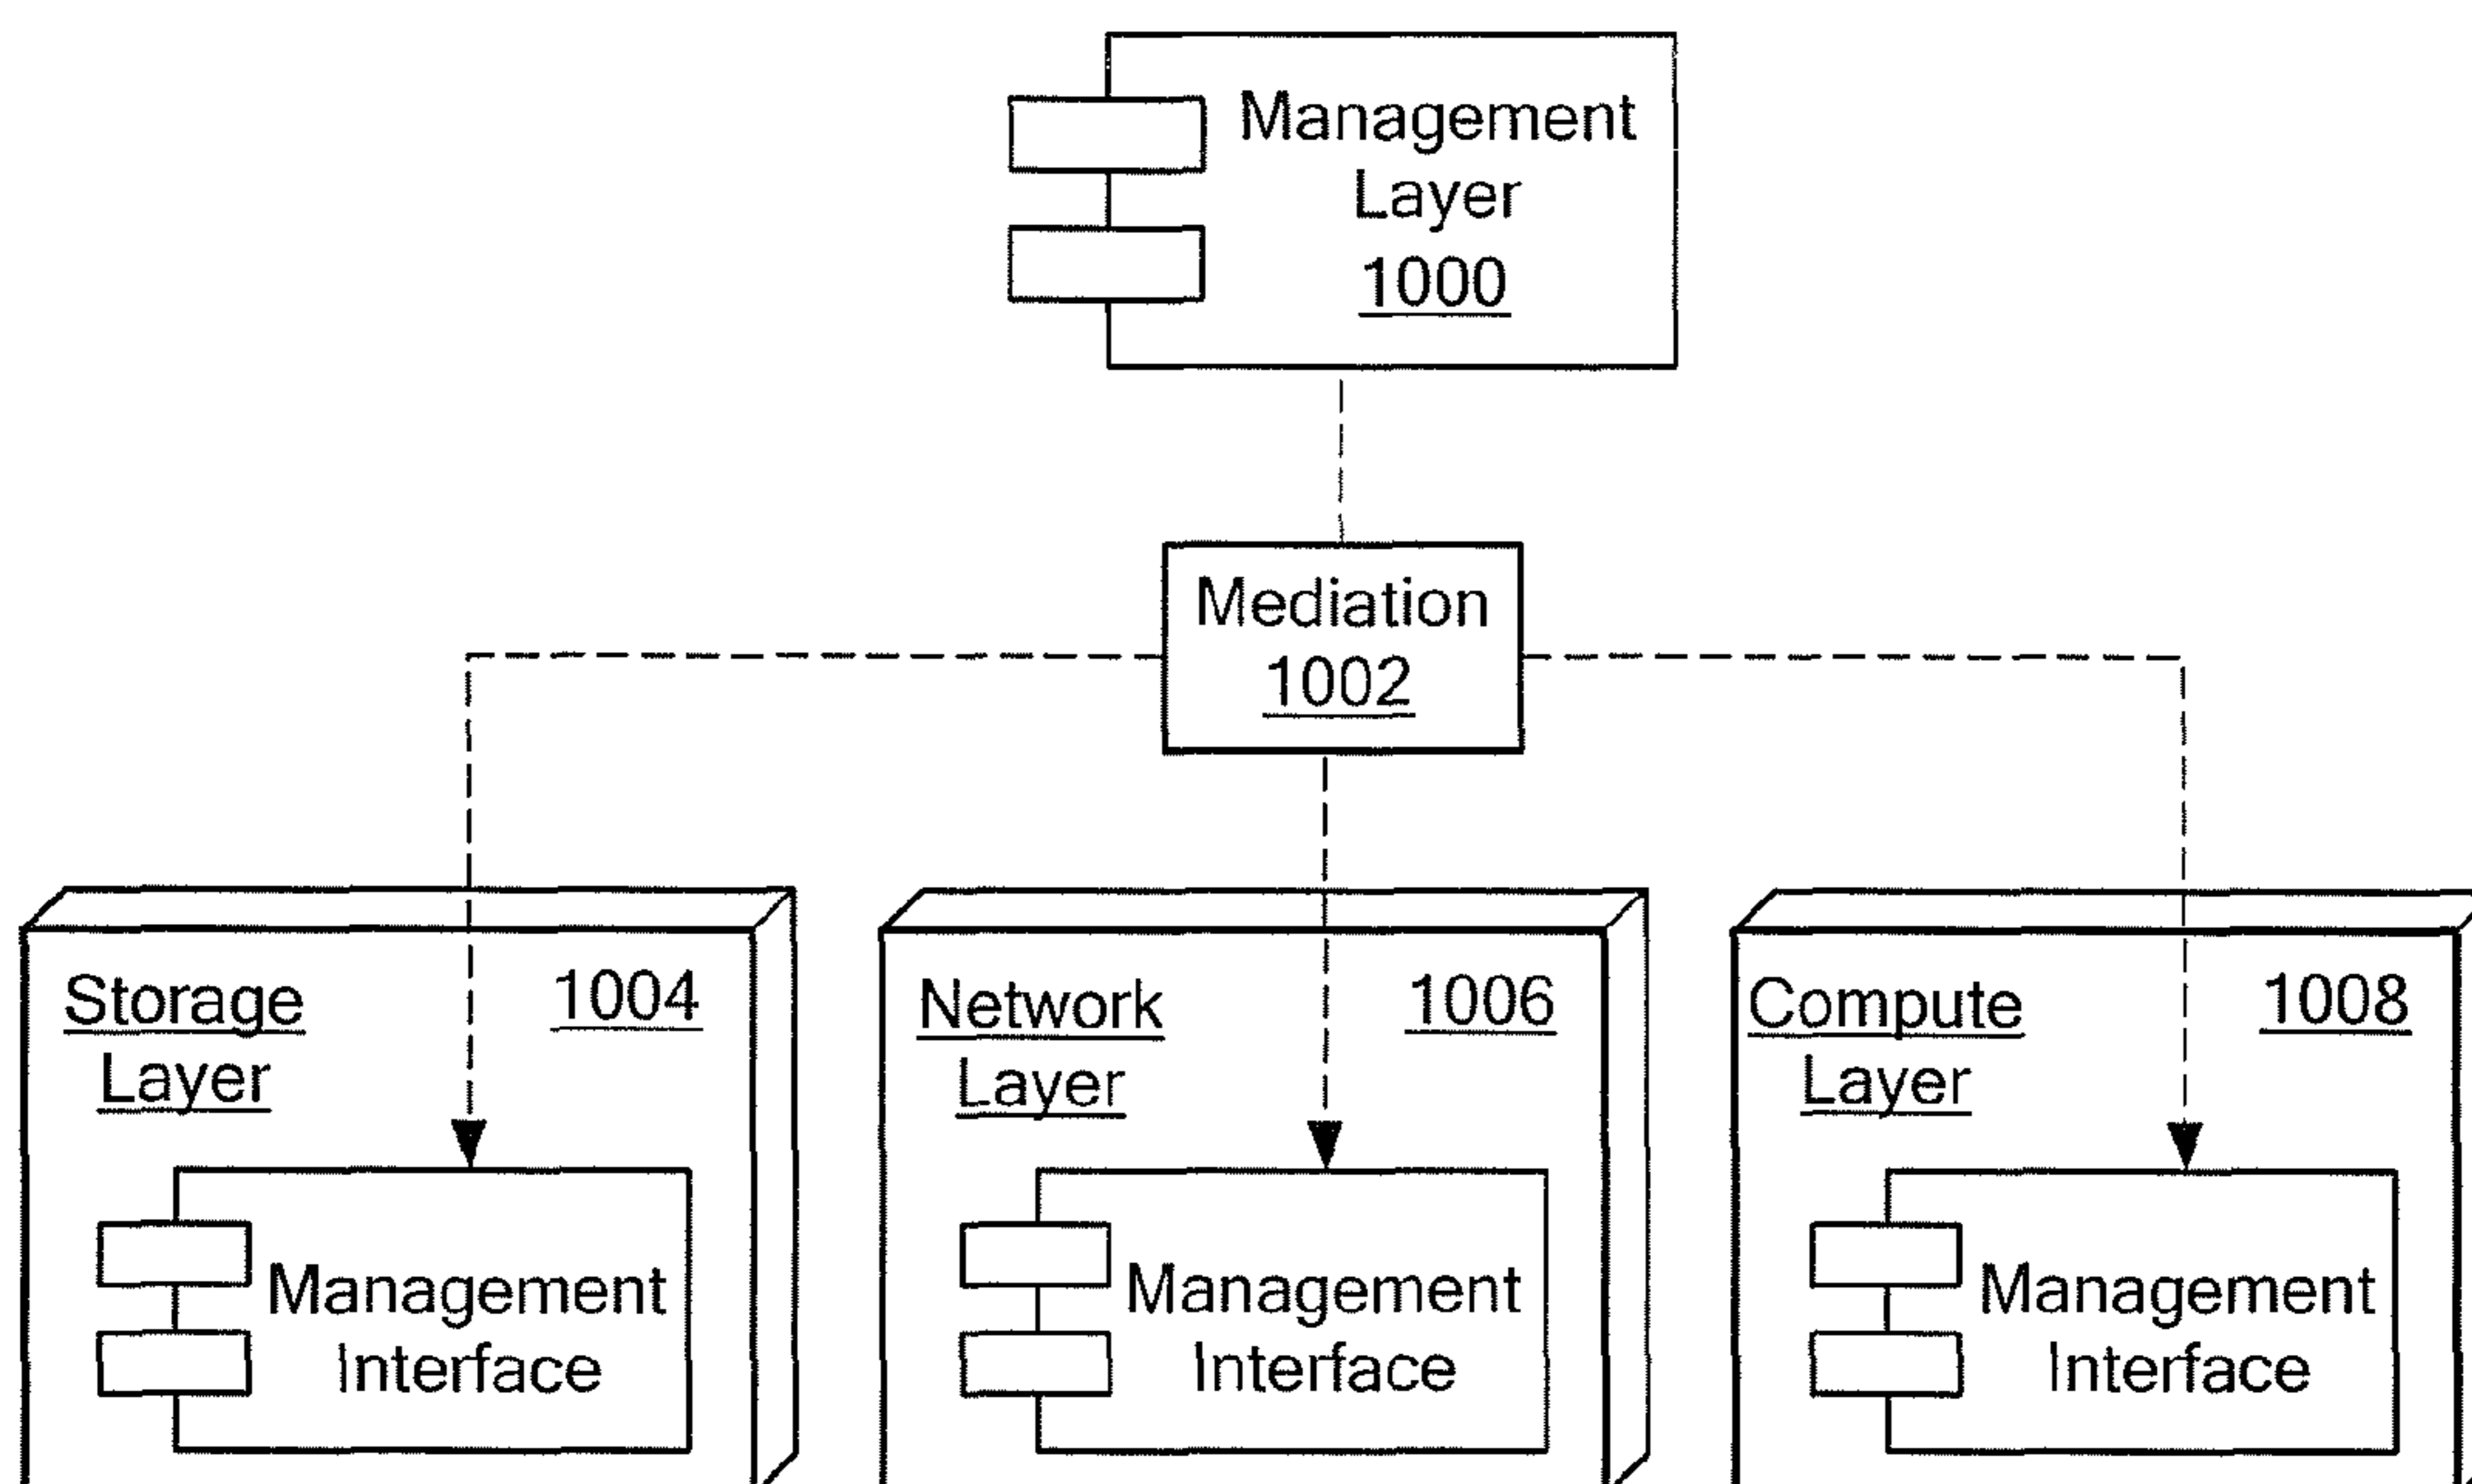 Management
Layer
1000
Mediation
1002
Storage
Layer
1004
Network
Layer
1006
Compute
Layer
1008
Management
Interface
Management
Interface
Management
Interface